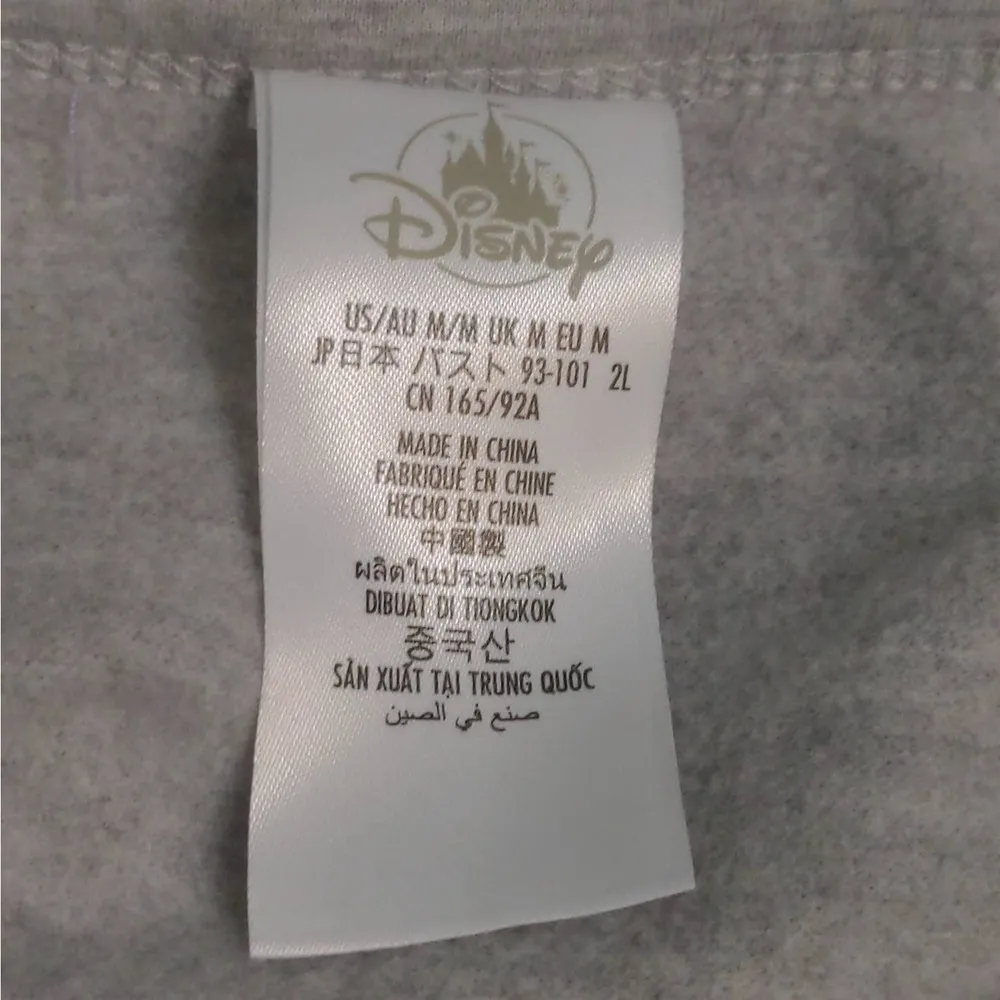 Disney
US/AU M/M UK M EU M
JP日本 バスト 93-101 2L
CN 165/92A
MADE IN CHINA
FABRIQUÉ EN CHINE
HECHO EN CHINA
中國製
ผลิตในประเทศจีน
DIBUAT DI TIONGKOK
중국산
SẢN XUẤT TẠI TRUNG QUỐC
صنع في الصين